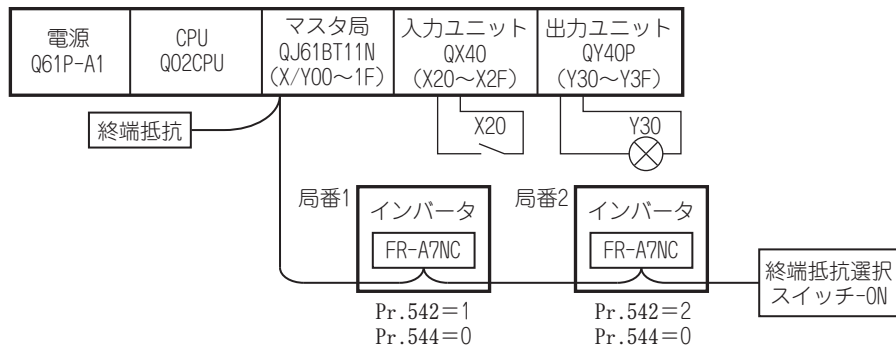 電源
Q61P-A1
CPU
Q02CPU
マスタ局
QJ61BT11N
(X/Y00～1F)
入力ユニット
QX40
(X20～X2F)
出力ユニット
QY40P
(Y30～Y3F)
終端抵抗
X20
Y30
局番1
インバータ
FR-A7NC
Pr.542＝1
Pr.544＝0
局番2
インバータ
FR-A7NC
Pr.542＝2
Pr.544＝0
終端抵抗選択
スイッチ-ON